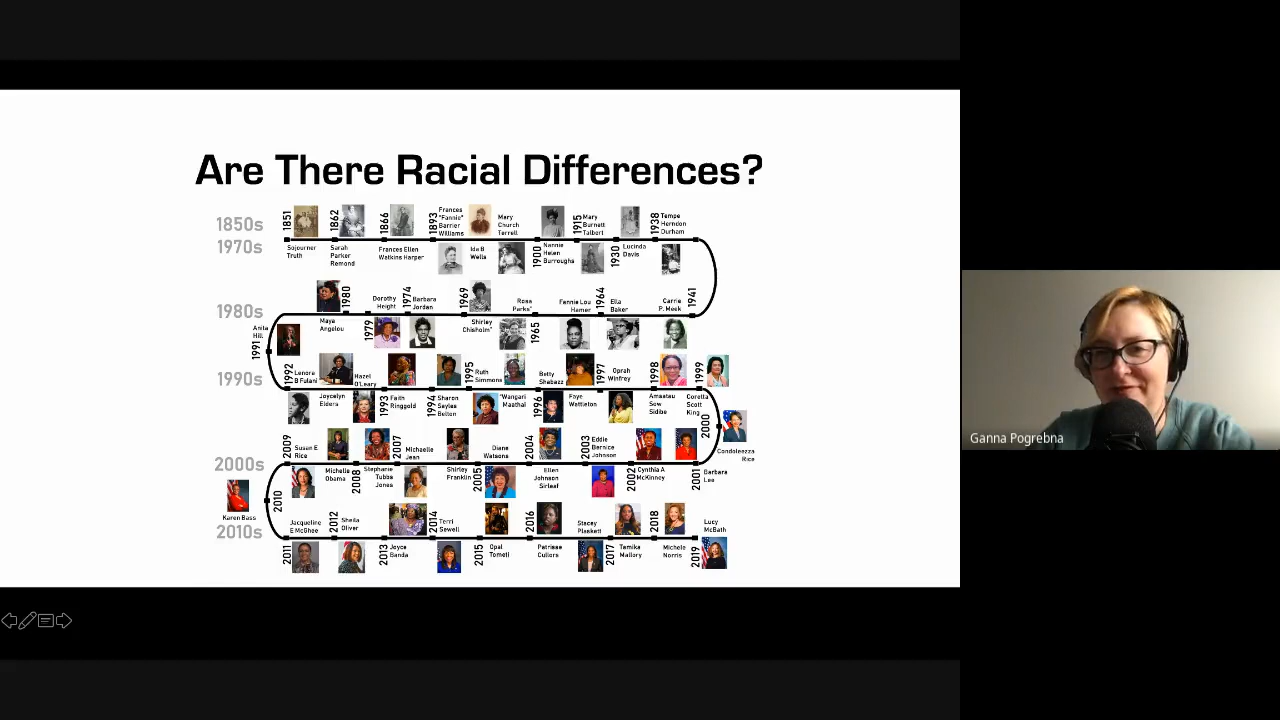 Are There Racial Differences?
1850s
1970s
1851
Sojourner
Truth
1862
Sarah
Parker
Remond
1866
Frances Ellen
Watkins Harper
1893
Frances
"Fannie"
Barrier
Williams
Ida B
Wells
Mary
Church
Terrell
1900
Nannie
Helen
Burroughs
1915
Mary
Burnett
Talbert
1930
Lucinda
Davis
1938
Tempe
Herndon
Durham
1980s
1980
Maya
Angelou
1979
Dorothy
Height
1974
Barbara
Jordan
1969
Shirley
Chisholm"
Rosa
Parks"
1965
Fannie Lou
Hamer
1964
Ella
Baker
Carrie
P. Meek
1941
Anita
Hill
1991
1990s
1992
Lenora
B Fulani
Joycelyn
Elders
Hazel
O'Leary
1993
Faith
Ringgold
1994
Sharon
Sayles
Belton
1995
Ruth
Simmons
"Wangari
Maathai
Betty
Shabazz
1996
Faye
Wattleton
1997
Oprah
Winfrey
1998
Amsatou
Sow
Sidibe
1999
Coretta
Scott
King
2000
Condoleezza
Rice
2000s
2009
Susan E
Rice
Michelle
Obama
2008
Stephanie
Tubbs
Jones
2007
Michaelle
Jean
Shirley
Franklin
2005
Diane
Watsons
2004
Ellen
Johnson
Sirleaf
2003
Eddie
Bernice
Johnson
2002
Cynthia A
McKinney
2001
Barbara
Lee
2010
Karen Bass
2010s
2011
Jacqueline
E McGhee
2012
Sheila
Oliver
2013
Joyce
Banda
2014
Terri
Sewell
2015
Opal
Tometi
2016
Patrisse
Cullors
Stacey
Plaskett
2017
Tamika
Mallory
2018
Michele
Norris
2019
Lucy
McBath
Ganna Pogrebna